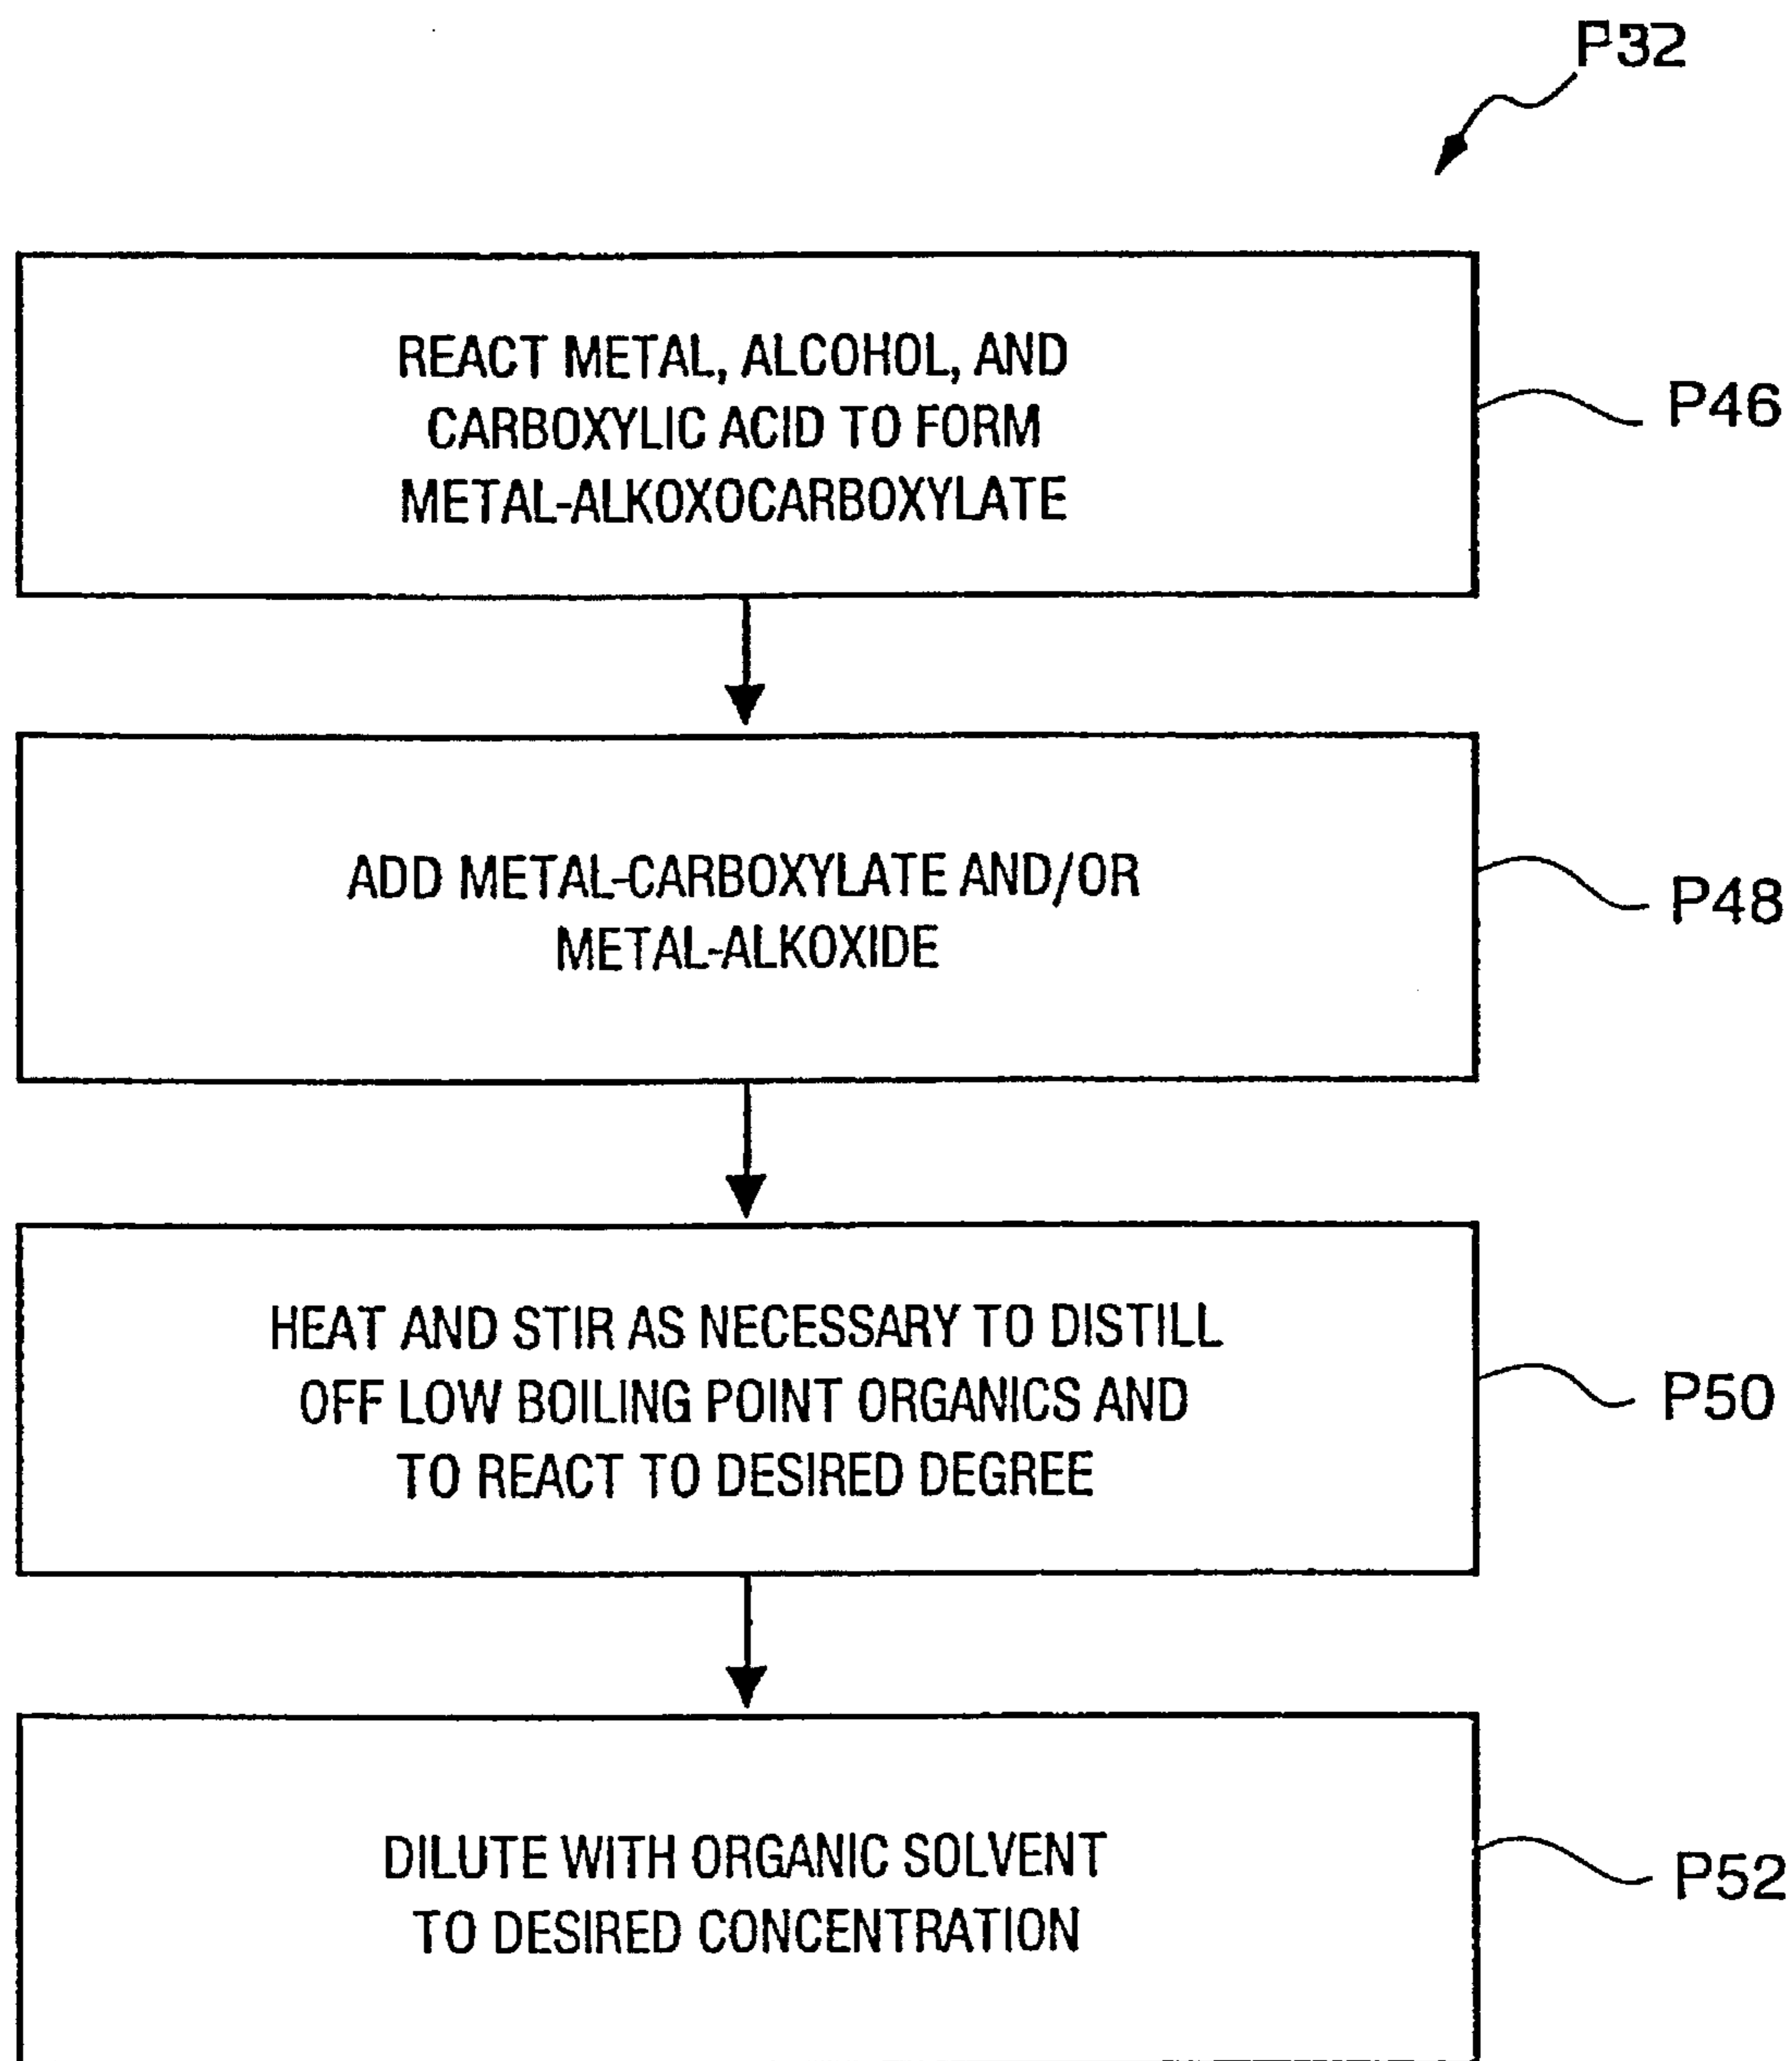 P32
REACT METAL, ALCOHOL, AND
CARBOXYLIC ACID TO FORM
METAL-ALKOXOCARBOXYLATE
P46
ADD METAL-CARBOXYLATE AND/OR
METAL-ALKOXIDE
P48
HEAT AND STIR AS NECESSARY TO DISTILL
OFF LOW BOILING POINT ORGANICS AND
TO REACT TO DESIRED DEGREE
P50
DILUTE WITH ORGANIC SOLVENT
TO DESIRED CONCENTRATION
P52